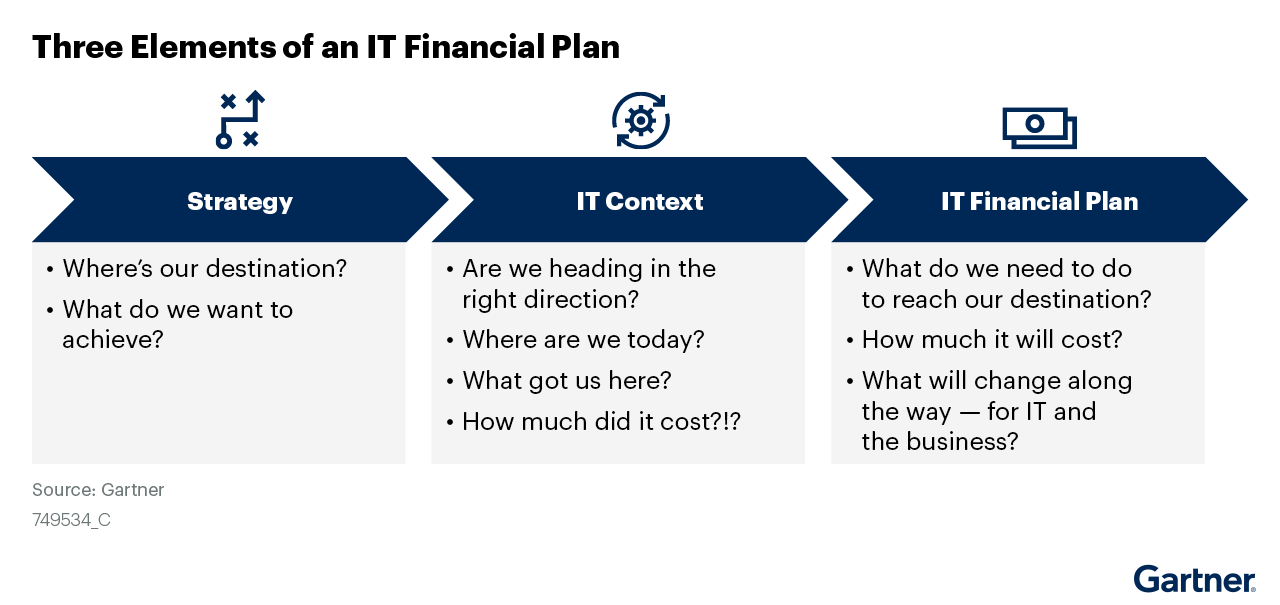 Three Elements of an IT Financial Plan
Strategy
• Where’s our destination?
• What do we want to
achieve?
IT Context
• Are we heading in the
right direction?
• Where are we today?
• What got us here?
• How much did it cost?!?
IT Financial Plan
• What do we need to do
to reach our destination?
• How much it will cost?
• What will change along
the way — for IT and
the business?
Source: Gartner
749534_C
Gartner®